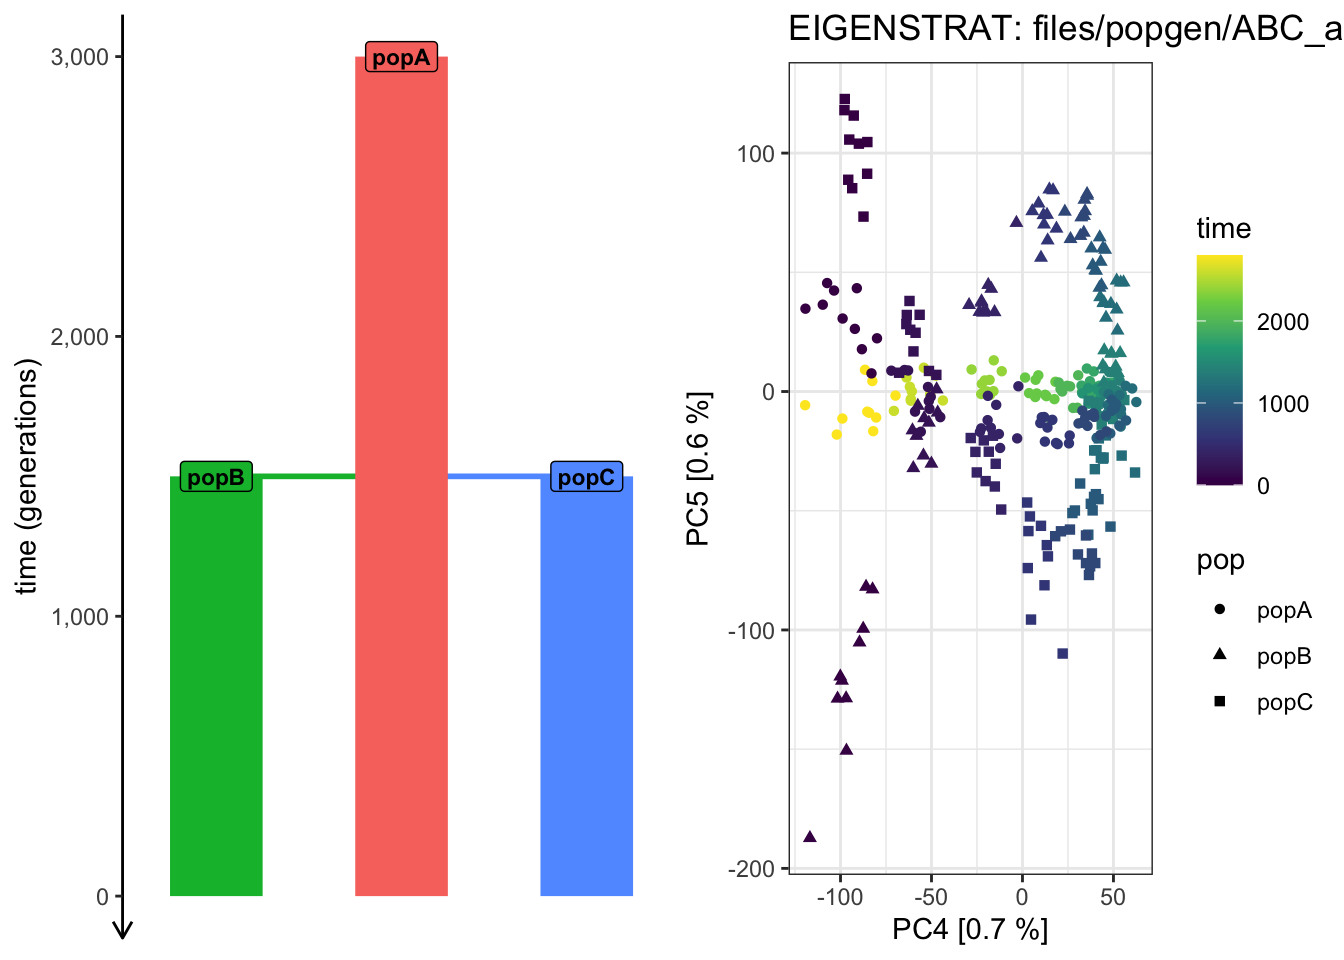 3,000
2,000
1,000
0
time (generations)
popA
popB
popC
EIGENSTRAT: files/popgen/ABC_a
100
0
-100
-200
PC5 [0.6 %]
-100
-50
0
50
PC4 [0.7 %]
time
2000
1000
0
pop
popA
popB
popC